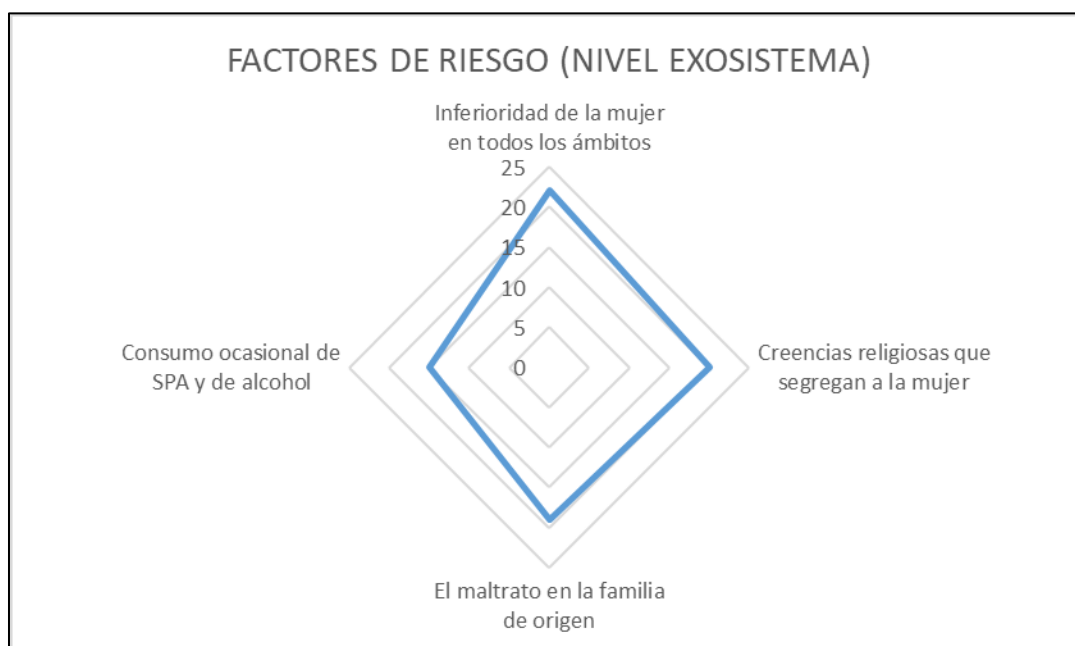 FACTORES DE RIESGO (NIVEL EXOSISTEMA)
Inferioridad de la mujer
en todos los ámbitos
25
20
15
10
5
0
Consumo ocasional de
SPA y de alcohol
Creencias religiosas que
segregan a la mujer
El maltrato en la familia
de origen